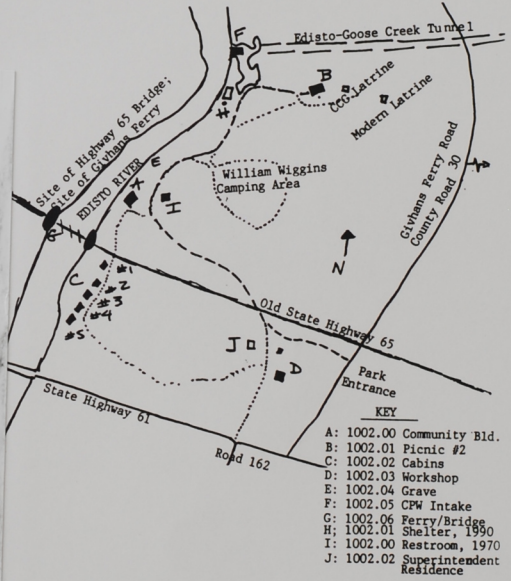 F
Edisto-Goose Creek Tunnel
B
CCC Latrine
Modern Latrine
H
Site of Highway 65 Bridge;
Site of Givhans Ferry
EDISTO RIVER
E
A
I
William Wiggins
Camping Area
Givhans Ferry Road
County Road 30
N
G
C
#1
#2
#3
#4
#5
Old State Highway 65
J
D
Park
Entrance
State Highway 61
Road 162
KEY
A: 1002.00 Community Bld.
B: 1002.01 Picnic #2
C: 1002.02 Cabins
D: 1002.03 Workshop
E: 1002.04 Grave
F: 1002.05 CPW Intake
G: 1002.06 Ferry/Bridge
H; 1002.01 Shelter, 1990
I: 1002.00 Restroom, 1970
J: 1002.02 Superintendent
Residence